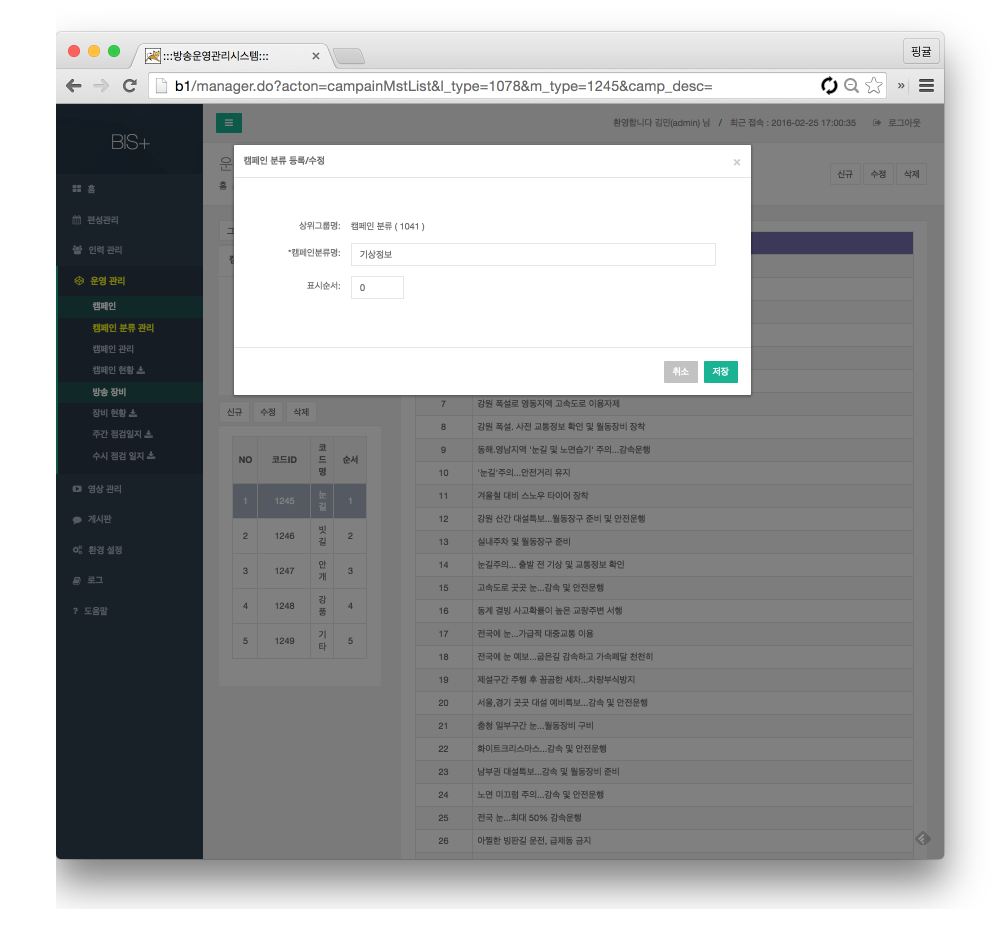 :::방송운영관리시스템::: ×
핑귤
b1/manager.do?acton=campainMstList&l_type=1078&m_type=1245&camp_desc=
BIS+
환영합니다 김민(admin) 님 / 최근 접속 : 2016-02-25 17:00:35 로그아웃
운
홈
신규 수정 삭제
홈
편성관리
인력 관리
운영 관리
캠페인
캠페인 분류 관리
캠페인 관리
캠페인 현황
방송 장비
장비 현황
주간 점검일지
수시 점검 일지
영상 관리
게시판
환경 설정
로그
? 도움말
캠페인 분류 등록/수정 ×
상위그룹명: 캠페인 분류 ( 1041 )
*캠페인분류명: 기상정보
표시순서: 0
취소 저장
신규 수정 삭제
NO 코드ID 코드명 순서
1 1245 눈길 1
2 1246 빗길 2
3 1247 안개 3
4 1248 강풍 4
5 1249 기타 5
7 강원 폭설로 영동지역 고속도로 이용자제
8 강원 폭설, 사전 교통정보 확인 및 월동장비 장착
9 동해,영남지역 '눈길 및 노면습기' 주의...감속운행
10 '눈길'주의...안전거리 유지
11 겨울철 대비 스노우 타이어 장착
12 강원 산간 대설특보...월동장구 준비 및 안전운행
13 실내주차 및 월동장구 준비
14 눈길주의... 출발 전 기상 및 교통정보 확인
15 고속도로 곳곳 눈...감속 및 안전운행
16 동계 결빙 사고확률이 높은 교량주변 서행
17 전국에 눈...가급적 대중교통 이용
18 전국에 눈 예보...굽은길 감속하고 가속페달 천천히
19 제설구간 주행 후 꼼꼼한 세차...차량부식방지
20 서울,경기 곳곳 대설 예비특보...감속 및 안전운행
21 충청 일부구간 눈...월동장비 구비
22 화이트크리스마스...감속 및 안전운행
23 남부권 대설특보...감속 및 월동장비 준비
24 노면 미끄럼 주의...감속 및 안전운행
25 전국 눈...최대 50% 감속운행
26 아찔한 빙판길 운전, 급제동 금지